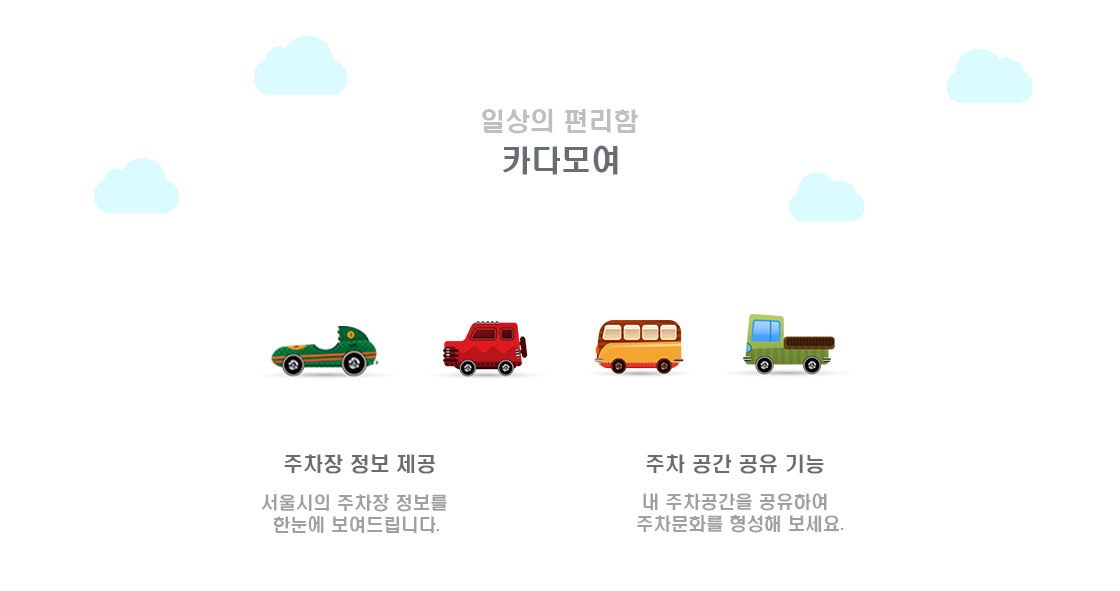 일상의 편리함
카다모여
주차장 정보 제공
서울시의 주차장 정보를
한눈에 보여드립니다.
주차 공간 공유 기능
내 주차공간을 공유하여
주차문화를 형성해 보세요.